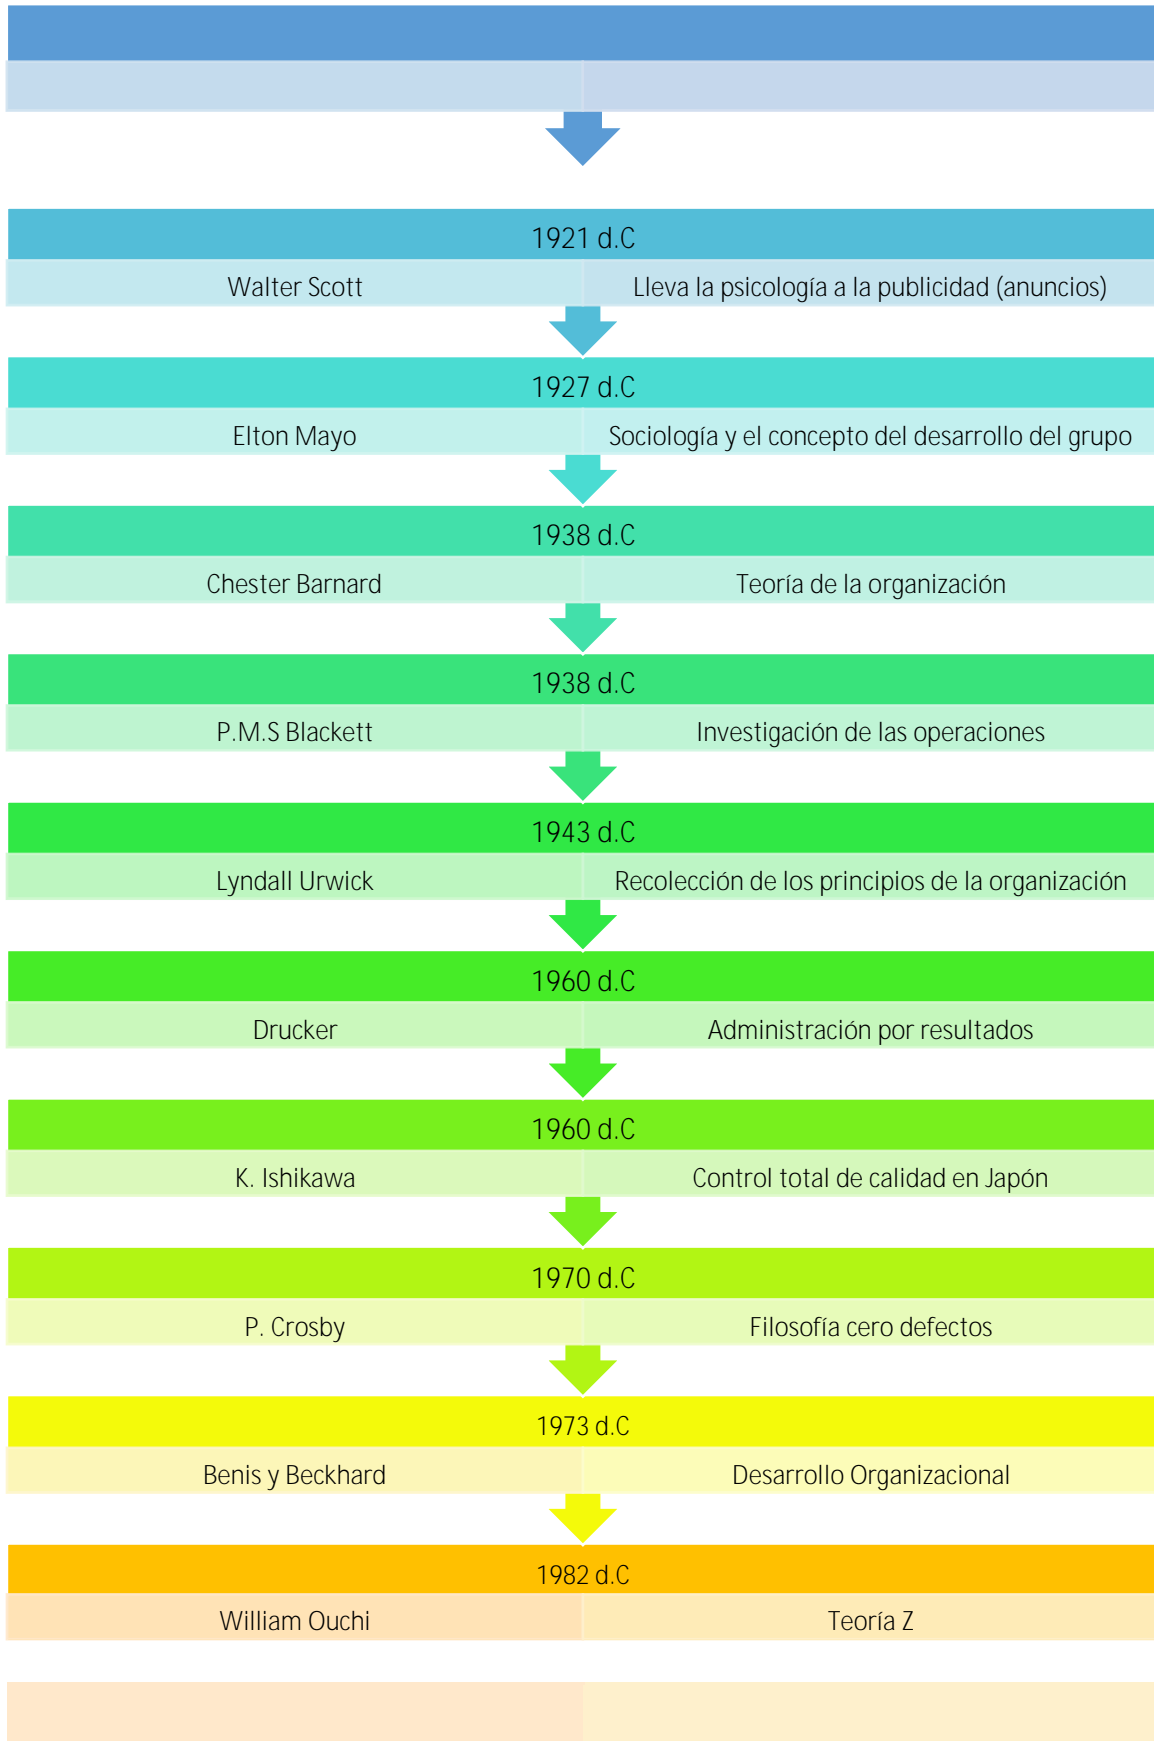 1921 d.C
Walter Scott
Lleva la psicología a la publicidad (anuncios)
1927 d.C
Elton Mayo
Sociología y el concepto del desarrollo del grupo
1938 d.C
Chester Barnard
Teoría de la organización
1938 d.C
P.M.S Blackett
Investigación de las operaciones
1943 d.C
Lyndall Urwick
Recolección de los principios de la organización
1960 d.C
Drucker
Administración por resultados
1960 d.C
K. Ishikawa
Control total de calidad en Japón
1970 d.C
P. Crosby
Filosofía cero defectos
1973 d.C
Benis y Beckhard
Desarrollo Organizacional
1982 d.C
William Ouchi
Teoría Z